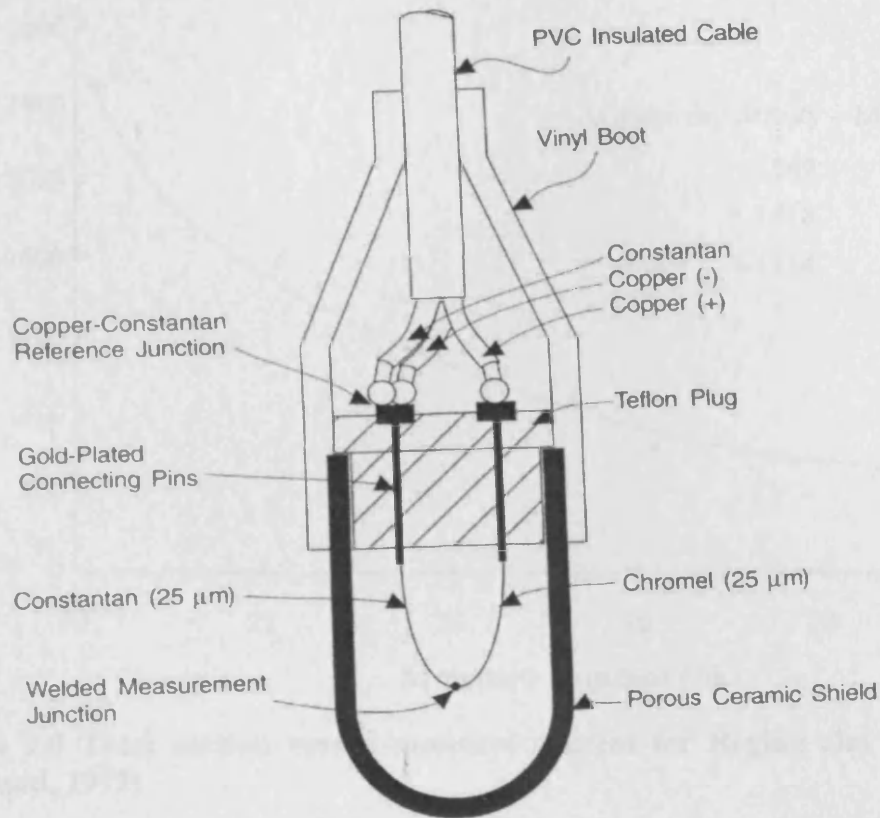 PVC Insulated Cable
Vinyl Boot
Constantan
Copper (-)
Copper (+)
Copper-Constantan
Reference Junction
Teflon Plug
Gold-Plated
Connecting Pins
Constantan (25 μm)
Chromel (25 μm)
Welded Measurement
Junction
Porous Ceramic Shield